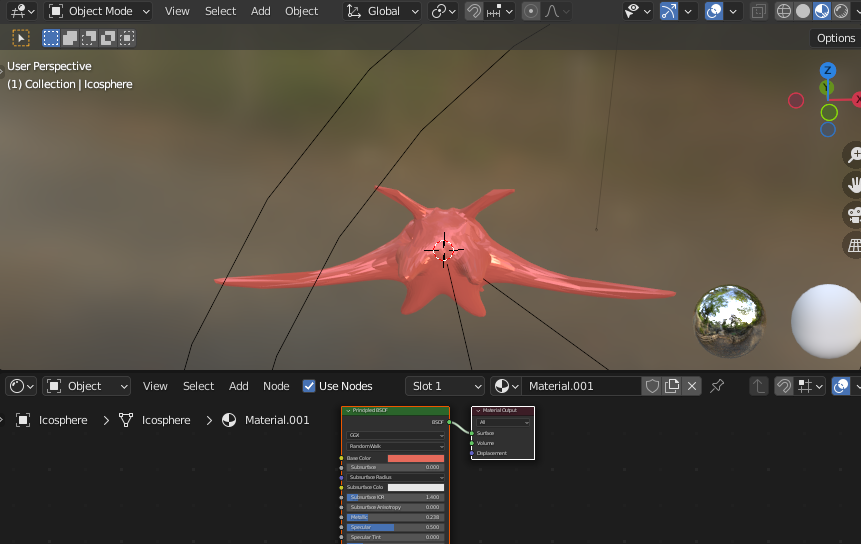 Object Mode View Select Add Object Global
Options
User Perspective
(1) Collection | Icosphere
Z
Y
X
Object View Select Add Node Use Nodes Slot 1 Material.001
Icosphere > Icosphere > Material.001
Principled BSDF
BSDF
GGX
Random Walk
Base Color
Subsurface 0.000
Subsurface Radius
Subsurface Colo
Subsurface IOR 1.400
Subsurface Anisotropy 0.000
Metallic 0.238
Specular 0.500
Specular Tint 0.000
Material Output
All
Surface
Volume
Displacement